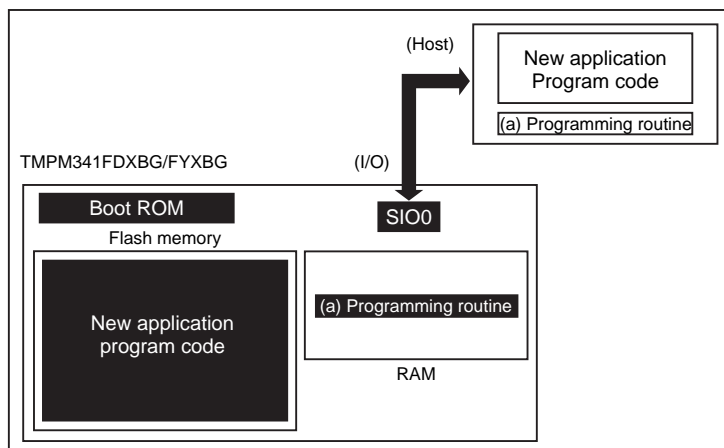 (Host)
New application
Program code
(a) Programming routine
TMPM341FDXBG/FYXBG
(I/O)
Boot ROM
SIO0
Flash memory
(a) Programming routine
New application
program code
RAM